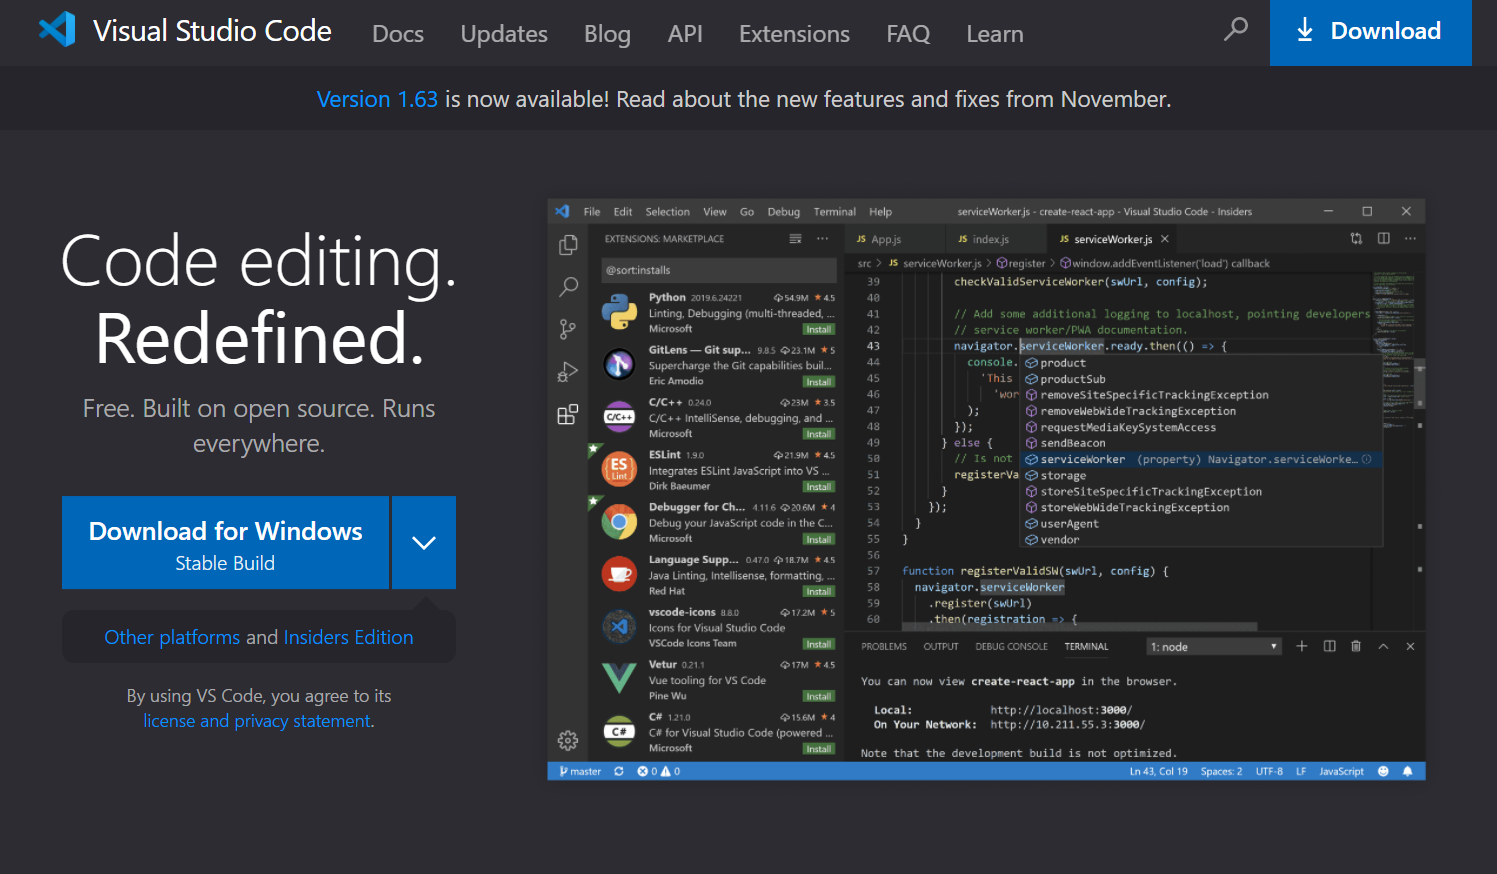 Visual Studio Code Docs Updates Blog API Extensions FAQ Learn Download
Version 1.63 is now available! Read about the new features and fixes from November.
Code editing.
Redefined.
Free. Built on open source. Runs
everywhere.
Download for Windows
Stable Build
Other platforms and Insiders Edition
By using VS Code, you agree to its
license and privacy statement.
File Edit Selection View Go Debug Terminal Help serviceWorker.js - create-react-app - Visual Studio Code - Insiders
EXTENSIONS: MARKETPLACE
@sort:installs
Python 2019.6.24221 54.9M 4.5
Linting, Debugging (multi-threaded, ...
Microsoft Install
GitLens — Git sup... 9.8.5 23.1M 5
Supercharge the Git capabilities buil...
Eric Amodio Install
C/C++ C/C++ 0.24.0 23M 3.5
C/C++ IntelliSense, debugging, and ...
Microsoft Install
ES Lint ESLint 1.9.0 21.9M 4.5
Integrates ESLint JavaScript into VS ...
Dirk Baeumer Install
Debugger for Ch... 4.11.6 20.6M 4
Debug your JavaScript code in the C...
Microsoft Install
Language Supp... 0.47.0 18.7M 4.5
Java Linting, Intellisense, formatting, ...
Red Hat Install
vscode-icons 8.8.0 17.2M 5
Icons for Visual Studio Code
VSCode Icons Team Install
Vetur 0.21.1 17M 4.5
Vue tooling for VS Code
Pine Wu Install
C# C# 1.21.0 15.6M 4
C# for Visual Studio Code (powered ...
Microsoft Install
JS App.js JS index.js JS serviceWorker.js
src > JS serviceWorker.js > register > window.addEventListener('load') callback
39 checkValidServiceWorker(swUrl, config);
40
41 // Add some additional logging to localhost, pointing developers
42 // service worker/PWA documentation.
43 navigator.serviceWorker.ready.then(() => {
44 console.
45 'This
46 'wor
47 );
48 });
49 } else {
50 // Is not
51 registerVa
52 }
53 });
54 }
55 }
56
57 function registerValidSW(swUrl, config) {
58 navigator.serviceWorker
59 .register(swUrl)
60 .then(registration => {
product
productSub
removeSiteSpecificTrackingException
removeWebWideTrackingException
requestMediaKeySystemAccess
sendBeacon
serviceWorker (property) Navigator.serviceWorke...
storage
storeSiteSpecificTrackingException
storeWebWideTrackingException
userAgent
vendor
PROBLEMS OUTPUT DEBUG CONSOLE TERMINAL 1: node
You can now view create-react-app in the browser.
Local: http://localhost:3000/
On Your Network: http://10.211.55.3:3000/
Note that the development build is not optimized.
master 0 0 Ln 43, Col 19 Spaces: 2 UTF-8 LF JavaScript